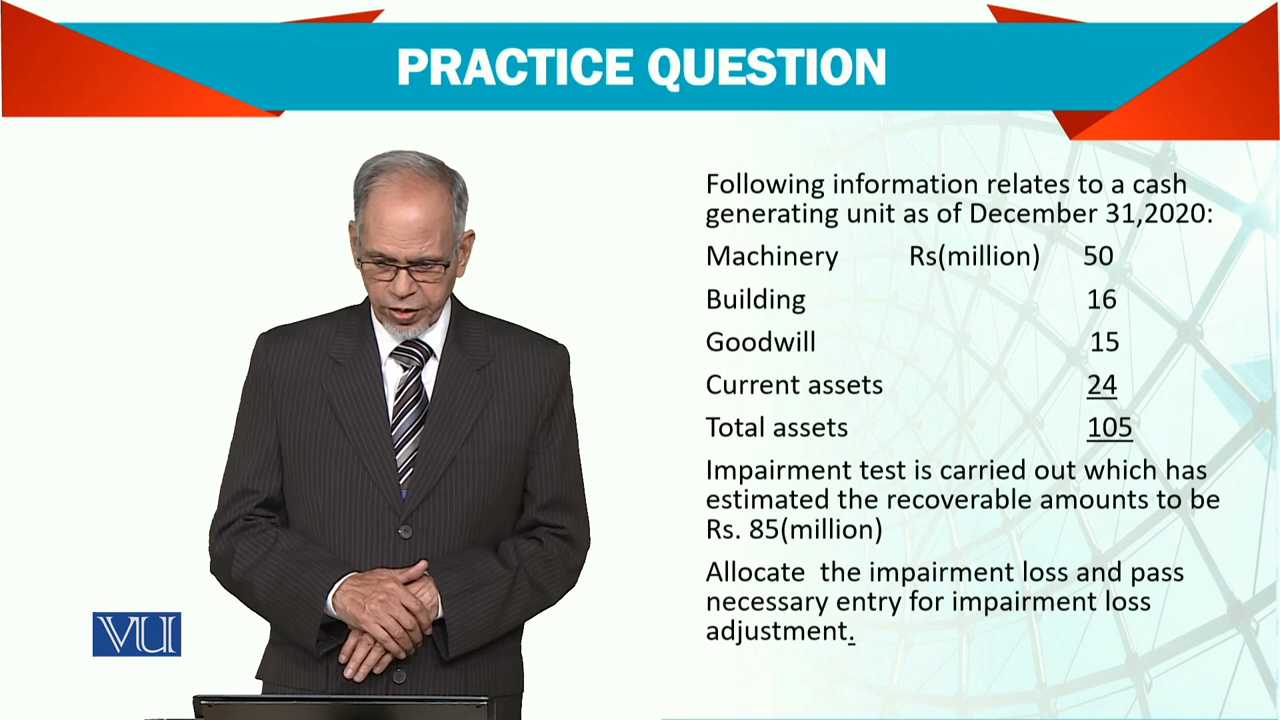 PRACTICE QUESTION
Following information relates to a cash
generating unit as of December 31,2020:
Machinery Rs(million) 50
Building 16
Goodwill 15
Current assets 24
Total assets 105
Impairment test is carried out which has
estimated the recoverable amounts to be
Rs. 85(million)
Allocate the impairment loss and pass
necessary entry for impairment loss
adjustment.
VU